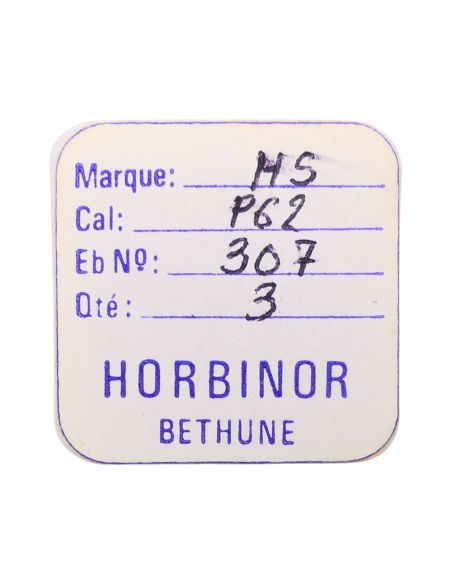 Marque: HS
Cal: P62
Eb Nº: 307
Qté: 3
HORBINOR
BETHUNE